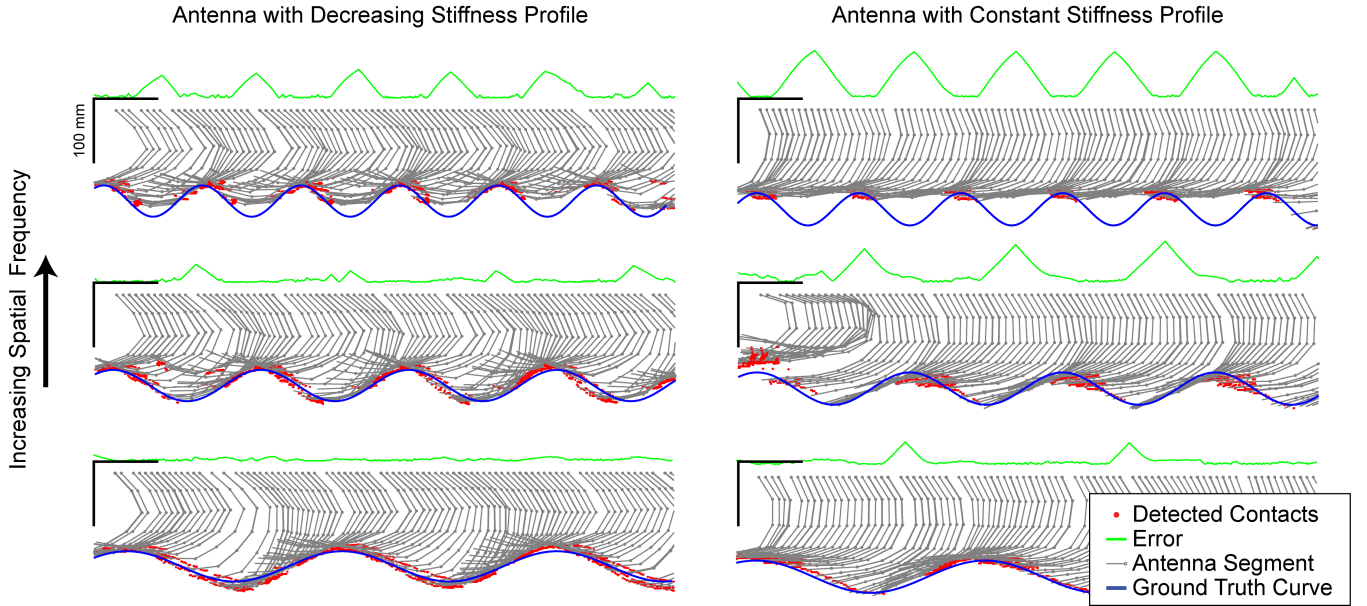 Antenna with Decreasing Stiffness Profile
Antenna with Constant Stiffness Profile
100 mm
Increasing Spatial Frequency
Detected Contacts
Error
Antenna Segment
Ground Truth Curve